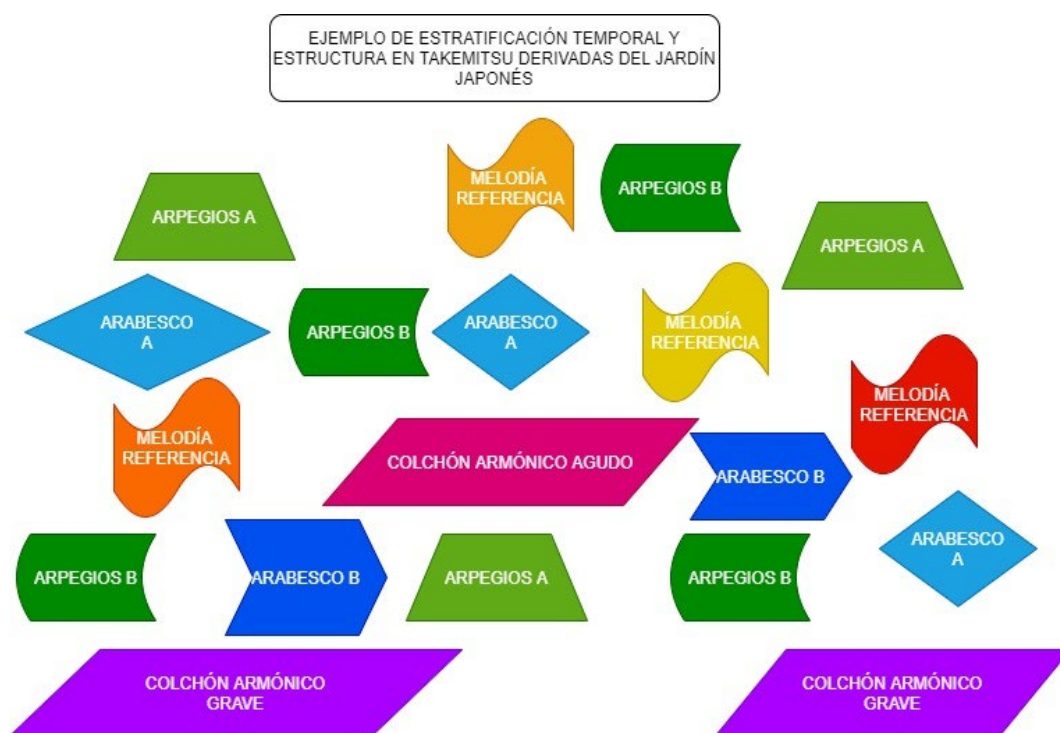 EJEMPLO DE ESTRATIFICACIÓN TEMPORAL Y
ESTRUCTURA EN TAKEMITSU DERIVADAS DEL JARDÍN
JAPONÉS
MELODÍA
REFERENCIA
ARPEGIOS B
ARPEGIOS A
ARPEGIOS A
ARABESCO
A
ARPEGIOS B
ARABESCO
A
MELODÍA
REFERENCIA
MELODÍA
REFERENCIA
MELODÍA
REFERENCIA
COLCHÓN ARMÓNICO AGUDO
ARABESCO B
ARABESCO
A
ARPEGIOS B
ARABESCO B
ARPEGIOS A
ARPEGIOS B
COLCHÓN ARMÓNICO
GRAVE
COLCHÓN ARMÓNICO
GRAVE